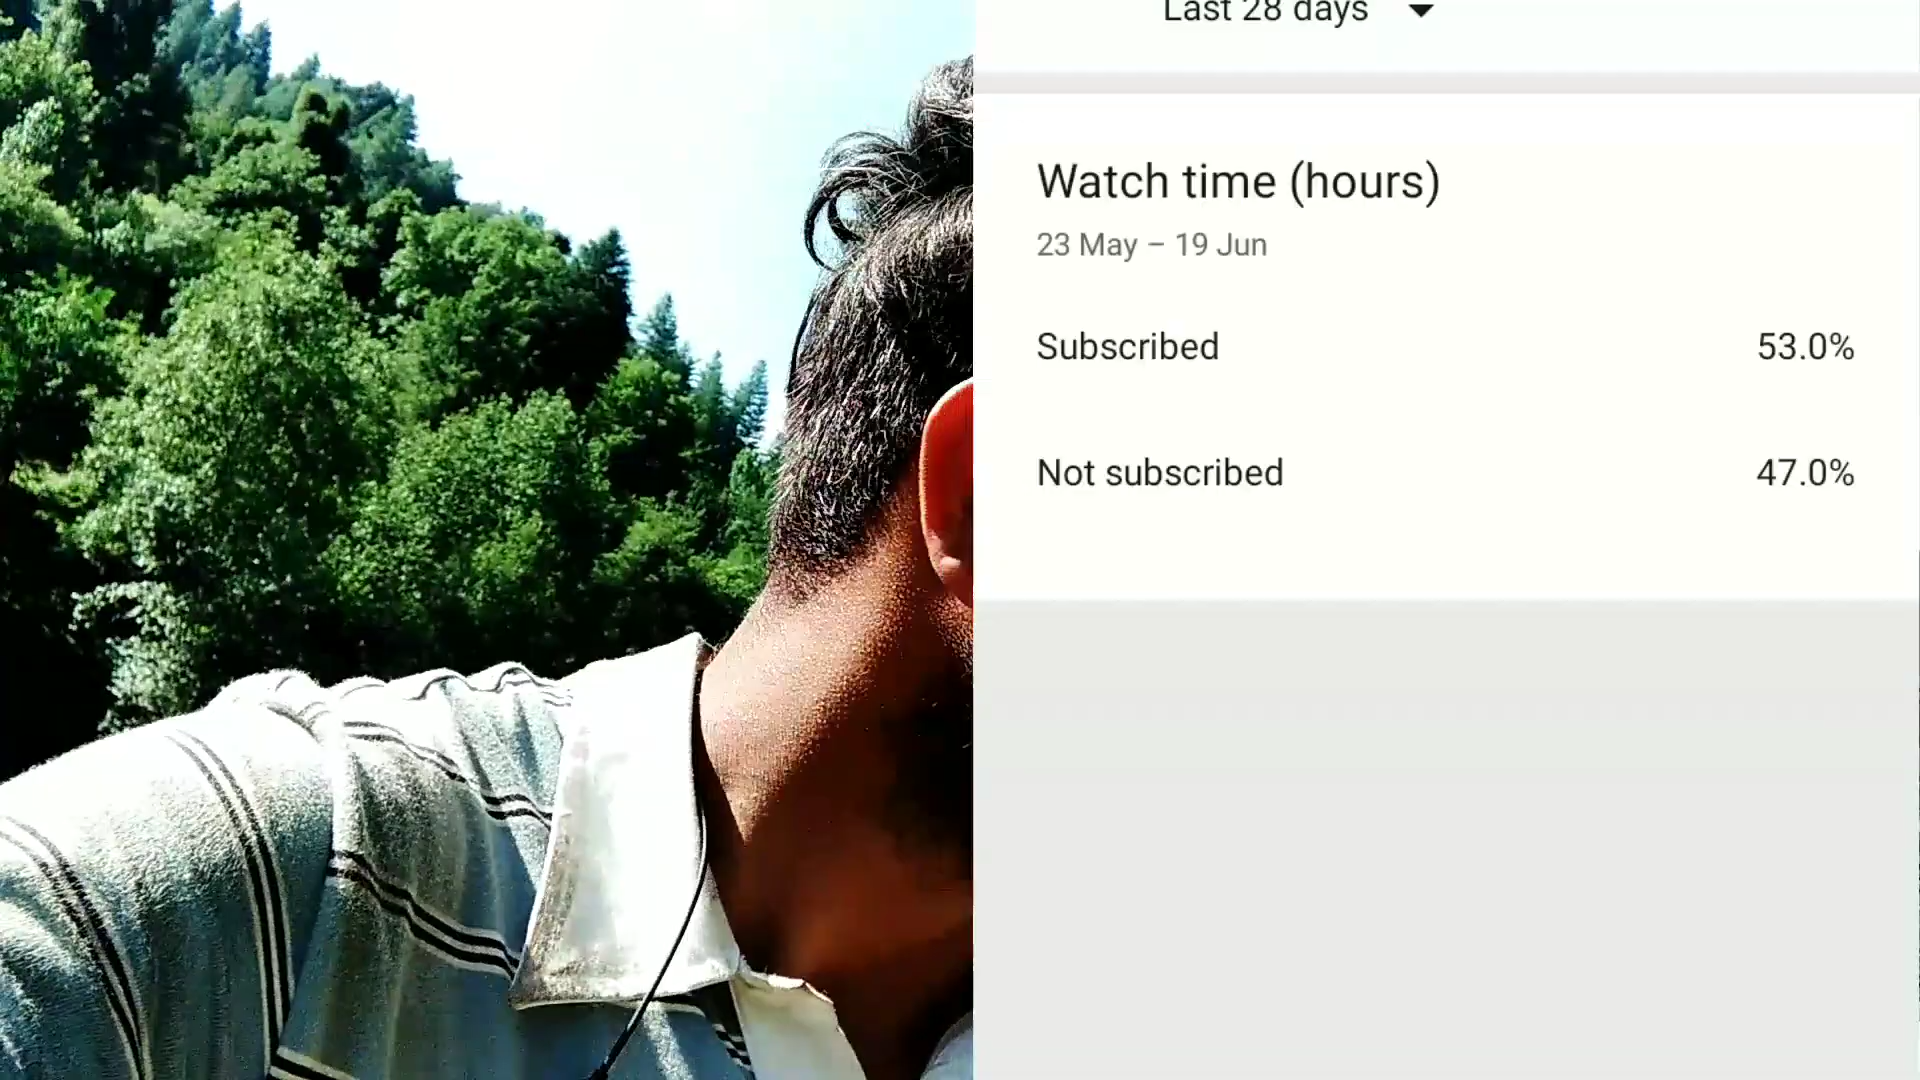 Last 28 days
Watch time (hours)
23 May – 19 Jun
Subscribed 53.0%
Not subscribed 47.0%